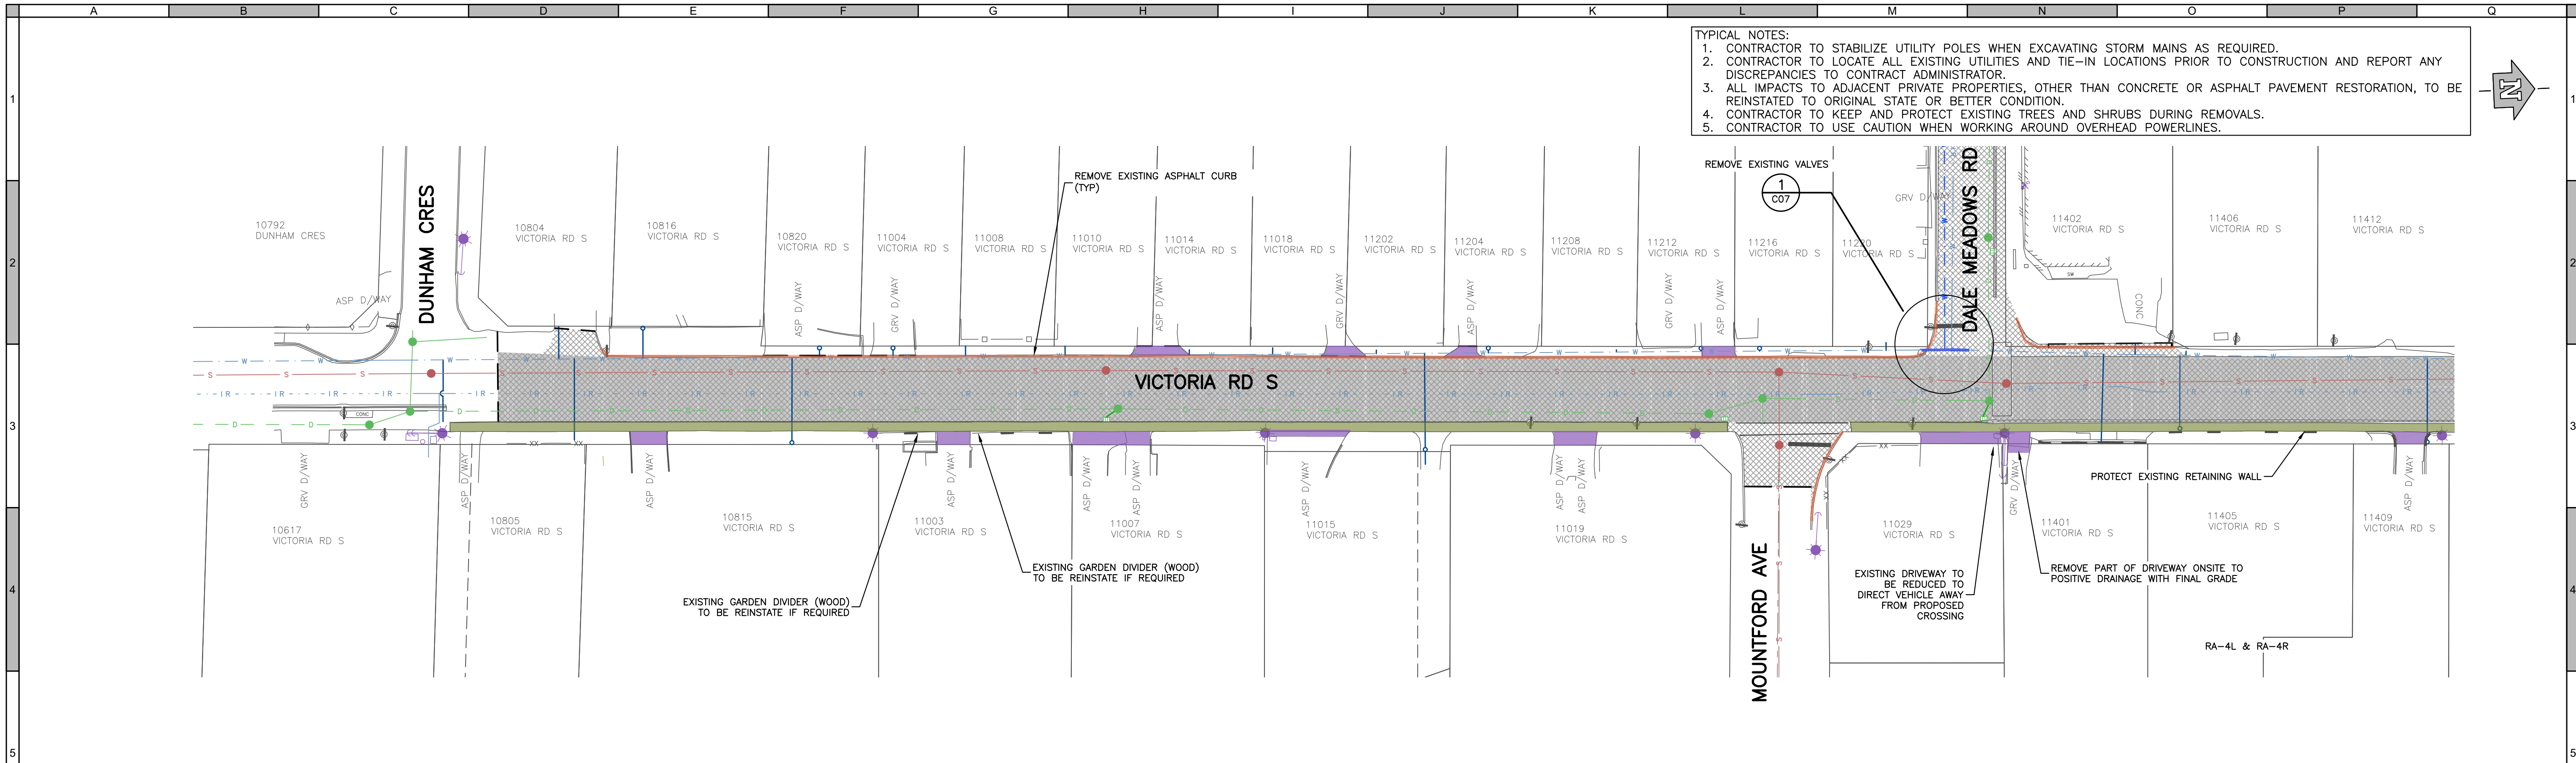 A B C D E F G H I J K L M N O P Q
TYPICAL NOTES:
1. CONTRACTOR TO STABILIZE UTILITY POLES WHEN EXCAVATING STORM MAINS AS REQUIRED.
2. CONTRACTOR TO LOCATE ALL EXISTING UTILITIES AND TIE-IN LOCATIONS PRIOR TO CONSTRUCTION AND REPORT ANY
DISCREPANCIES TO CONTRACT ADMINISTRATOR.
3. ALL IMPACTS TO ADJACENT PRIVATE PROPERTIES, OTHER THAN CONCRETE OR ASPHALT PAVEMENT RESTORATION, TO BE
REINSTATED TO ORIGINAL STATE OR BETTER CONDITION.
4. CONTRACTOR TO KEEP AND PROTECT EXISTING TREES AND SHRUBS DURING REMOVALS.
5. CONTRACTOR TO USE CAUTION WHEN WORKING AROUND OVERHEAD POWERLINES.
N
1
1
REMOVE EXISTING VALVES
1
C07
REMOVE EXISTING ASPHALT CURB
(TYP)
DUNHAM CRES
DALE MEADOWS RD
GRV D/WAY
2
2
10792
DUNHAM CRES
10804
VICTORIA RD S
10816
VICTORIA RD S
10820
VICTORIA RD S
11004
VICTORIA RD S
11008
VICTORIA RD S
11010
VICTORIA RD S
11014
VICTORIA RD S
11018
VICTORIA RD S
11202
VICTORIA RD S
11204
VICTORIA RD S
11208
VICTORIA RD S
11212
VICTORIA RD S
11216
VICTORIA RD S
11220
VICTORIA RD S
11402
VICTORIA RD S
11406
VICTORIA RD S
11412
VICTORIA RD S
ASP D/WAY
ASP D/WAY
GRV D/WAY
ASP D/WAY
GRV D/WAY
ASP D/WAY
GRV D/WAY
ASP D/WAY
SW
CONC
VICTORIA RD S
CONC
3
3
GRV D/WAY
ASP D/WAY
ASP D/WAY
ASP D/WAY
ASP D/WAY
ASP D/WAY
ASP D/WAY
ASP D/WAY
ASP D/WAY
GRV D/WAY
ASP D/WAY
PROTECT EXISTING RETAINING WALL
10617
VICTORIA RD S
10805
VICTORIA RD S
10815
VICTORIA RD S
11003
VICTORIA RD S
11007
VICTORIA RD S
11015
VICTORIA RD S
11019
VICTORIA RD S
11029
VICTORIA RD S
11401
VICTORIA RD S
11405
VICTORIA RD S
11409
VICTORIA RD S
MOUNTFORD AVE
4
4
EXISTING GARDEN DIVIDER (WOOD)
TO BE REINSTATE IF REQUIRED
EXISTING GARDEN DIVIDER (WOOD)
TO BE REINSTATE IF REQUIRED
EXISTING DRIVEWAY TO
BE REDUCED TO
DIRECT VEHICLE AWAY
FROM PROPOSED
CROSSING
REMOVE PART OF DRIVEWAY ONSITE TO
POSITIVE DRAINAGE WITH FINAL GRADE
RA-4L & RA-4R
5
5